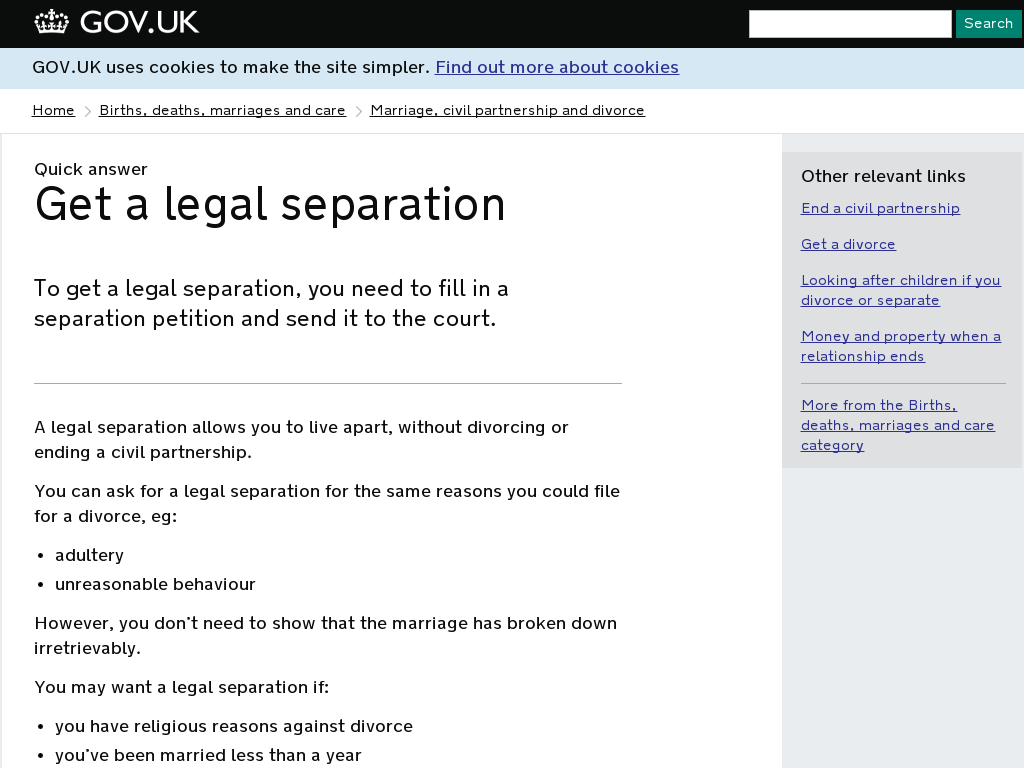 GOV.UK
Search
GOV.UK uses cookies to make the site simpler. Find out more about cookies
Home
Births, deaths, marriages and care
Marriage, civil partnership and divorce
Quick answer
Get a legal separation
To get a legal separation, you need to fill in a
separation petition and send it to the court.
A legal separation allows you to live apart, without divorcing or
ending a civil partnership.
You can ask for a legal separation for the same reasons you could file
for a divorce, eg:
• adultery
• unreasonable behaviour
However, you don't need to show that the marriage has broken down
irretrievably.
You may want a legal separation if:
• you have religious reasons against divorce
• you've been married less than a year
Other relevant links
End a civil partnership
Get a divorce
Looking after children if you
divorce or separate
Money and property when a
relationship ends
More from the Births,
deaths, marriages and care
category